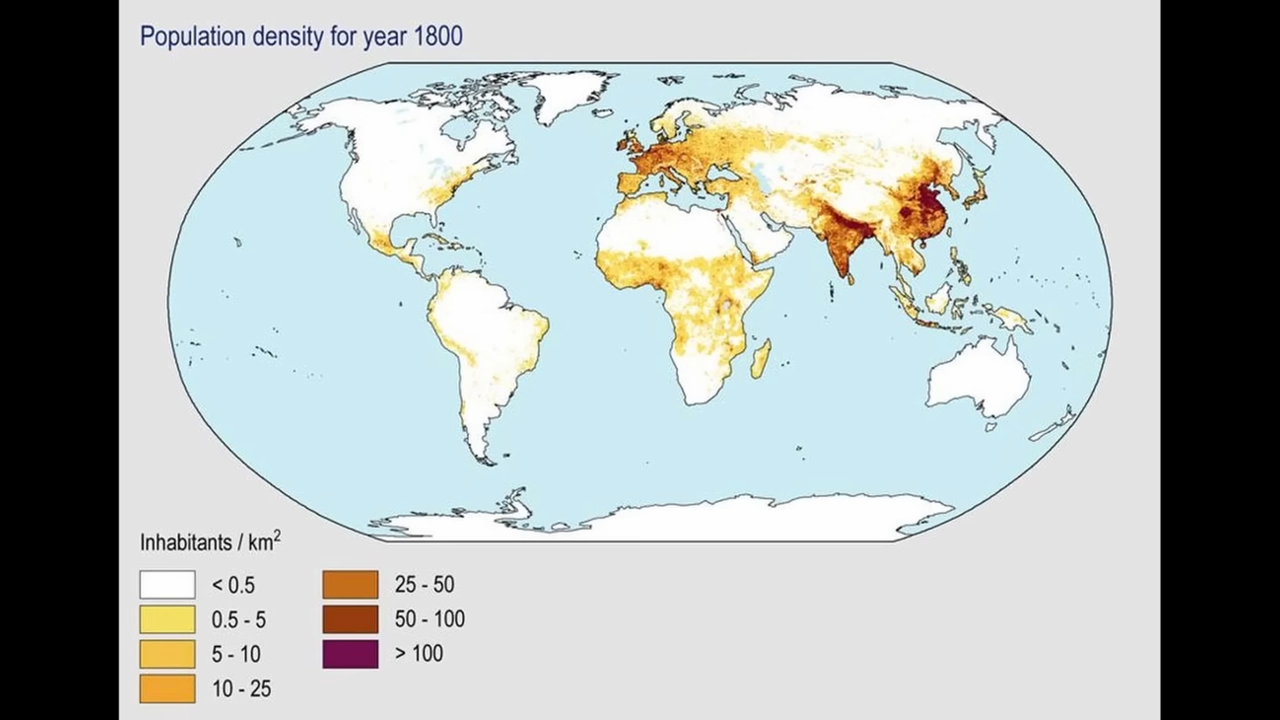 Population density for year 1800
Inhabitants / km²
< 0.5
0.5 - 5
5 - 10
10 - 25
25 - 50
50 - 100
> 100